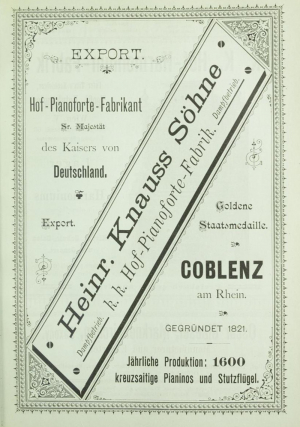 EXPORT.
Hof-Pianoforte-Fabrikant
Sr. Majestät
des Kaisers von
Deutschland.
Export.
Heinr. Knauss Söhne
Dampfbetrieb. k. k. Hof-Pianoforte-Fabrik. Dampfbetrieb.
Goldene
Staatsmedaille.
COBLENZ
am Rhein.
GEGRÜNDET 1821.
Jährliche Produktion: 1600
kreuzsaitige Pianinos und Stutzflügel.